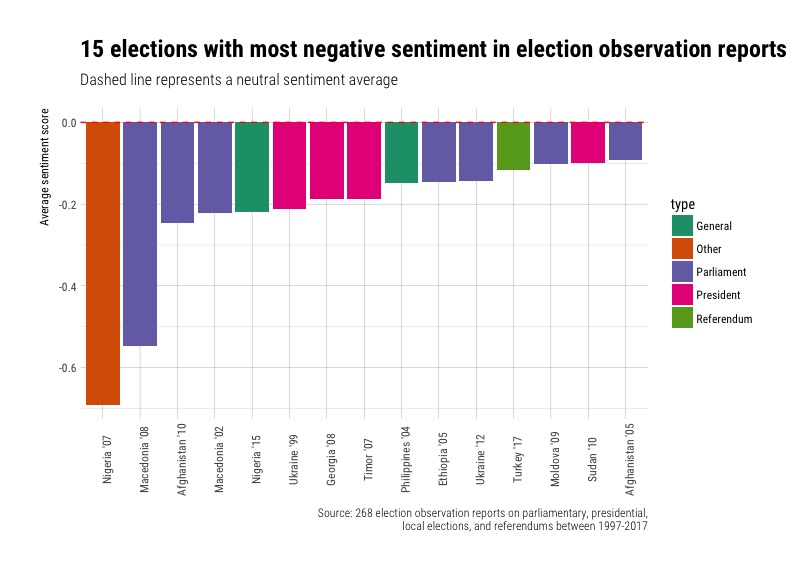 15 elections with most negative sentiment in election observation reports
Dashed line represents a neutral sentiment average
Average sentiment score
0.0
-0.2
-0.4
-0.6
Nigeria '07
Macedonia '08
Afghanistan '10
Macedonia '02
Nigeria '15
Ukraine '99
Georgia '08
Timor '07
Philippines '04
Ethiopia '05
Ukraine '12
Turkey '17
Moldova '09
Sudan '10
Afghanistan '05
type
General
Other
Parliament
President
Referendum
Source: 268 election observation reports on parliamentary, presidential,
local elections, and referendums between 1997-2017